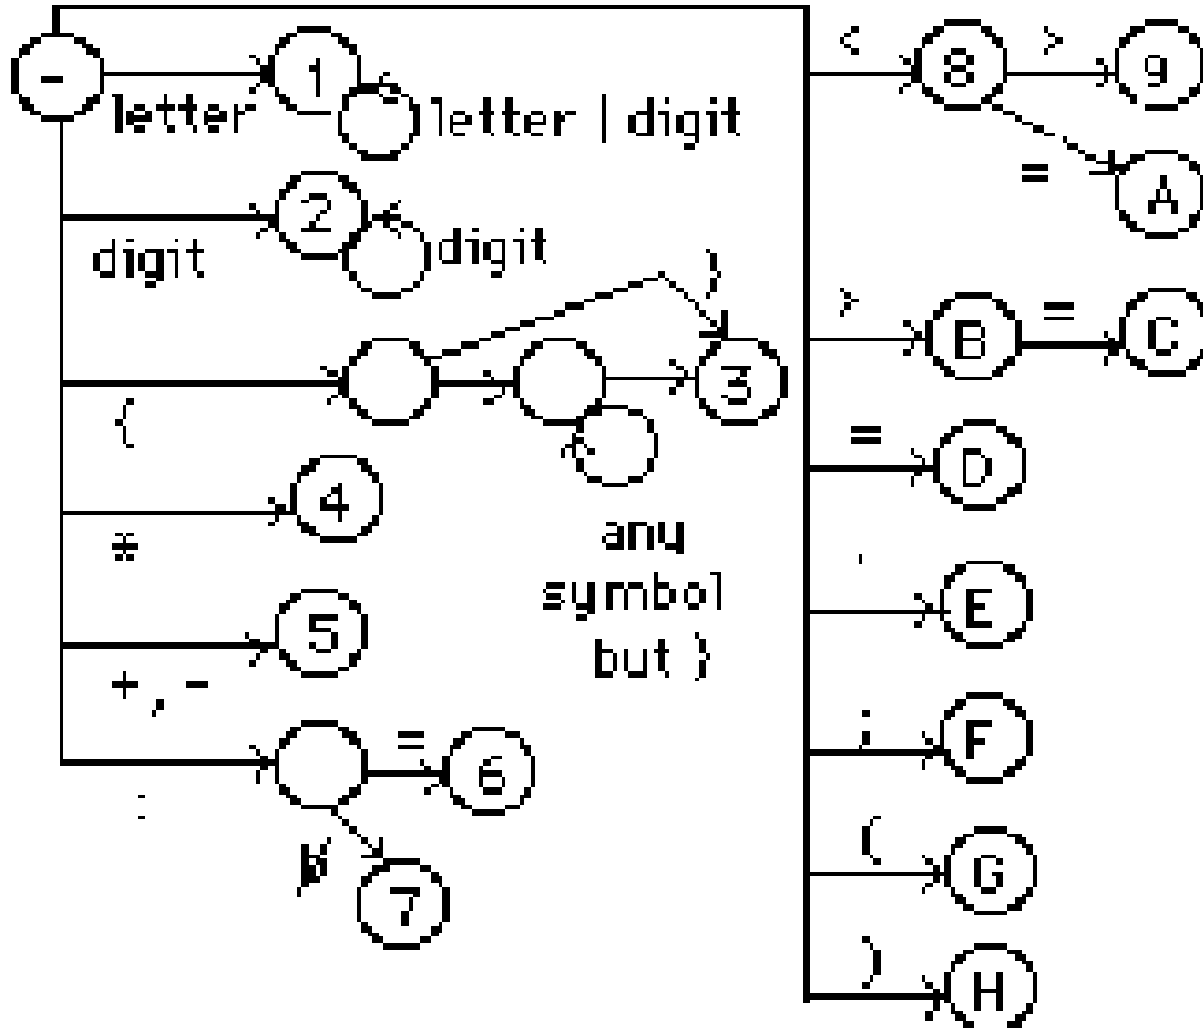 -
letter
1
letter | digit
digit
2
digit
{
}
3
any
symbol
but }
*
4
+ , -
5
:
=
6
7
<
8
>
9
=
A
>
B
=
C
=
D
E
;
F
(
G
)
H